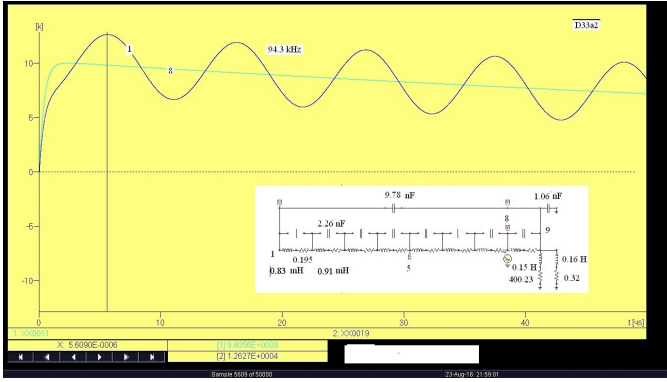 [k]
D33a2
1
94.3 kHz
8
10
5
0
-5
-10
9.78 nF
1.06 nF
2.26 nF
8
9
1
0.195
5
0.83 mH
0.91 mH
0.15 H
400.23
0.16 H
0.32
0
10
20
30
40
t [чs]
1: XX0011
2: XX0019
X: 5.6090E-0006
[1] 9.8056E+0003
[2] 1.2627E+0004
Sample 5609 of 50000
23-Aug-16 21:59:01